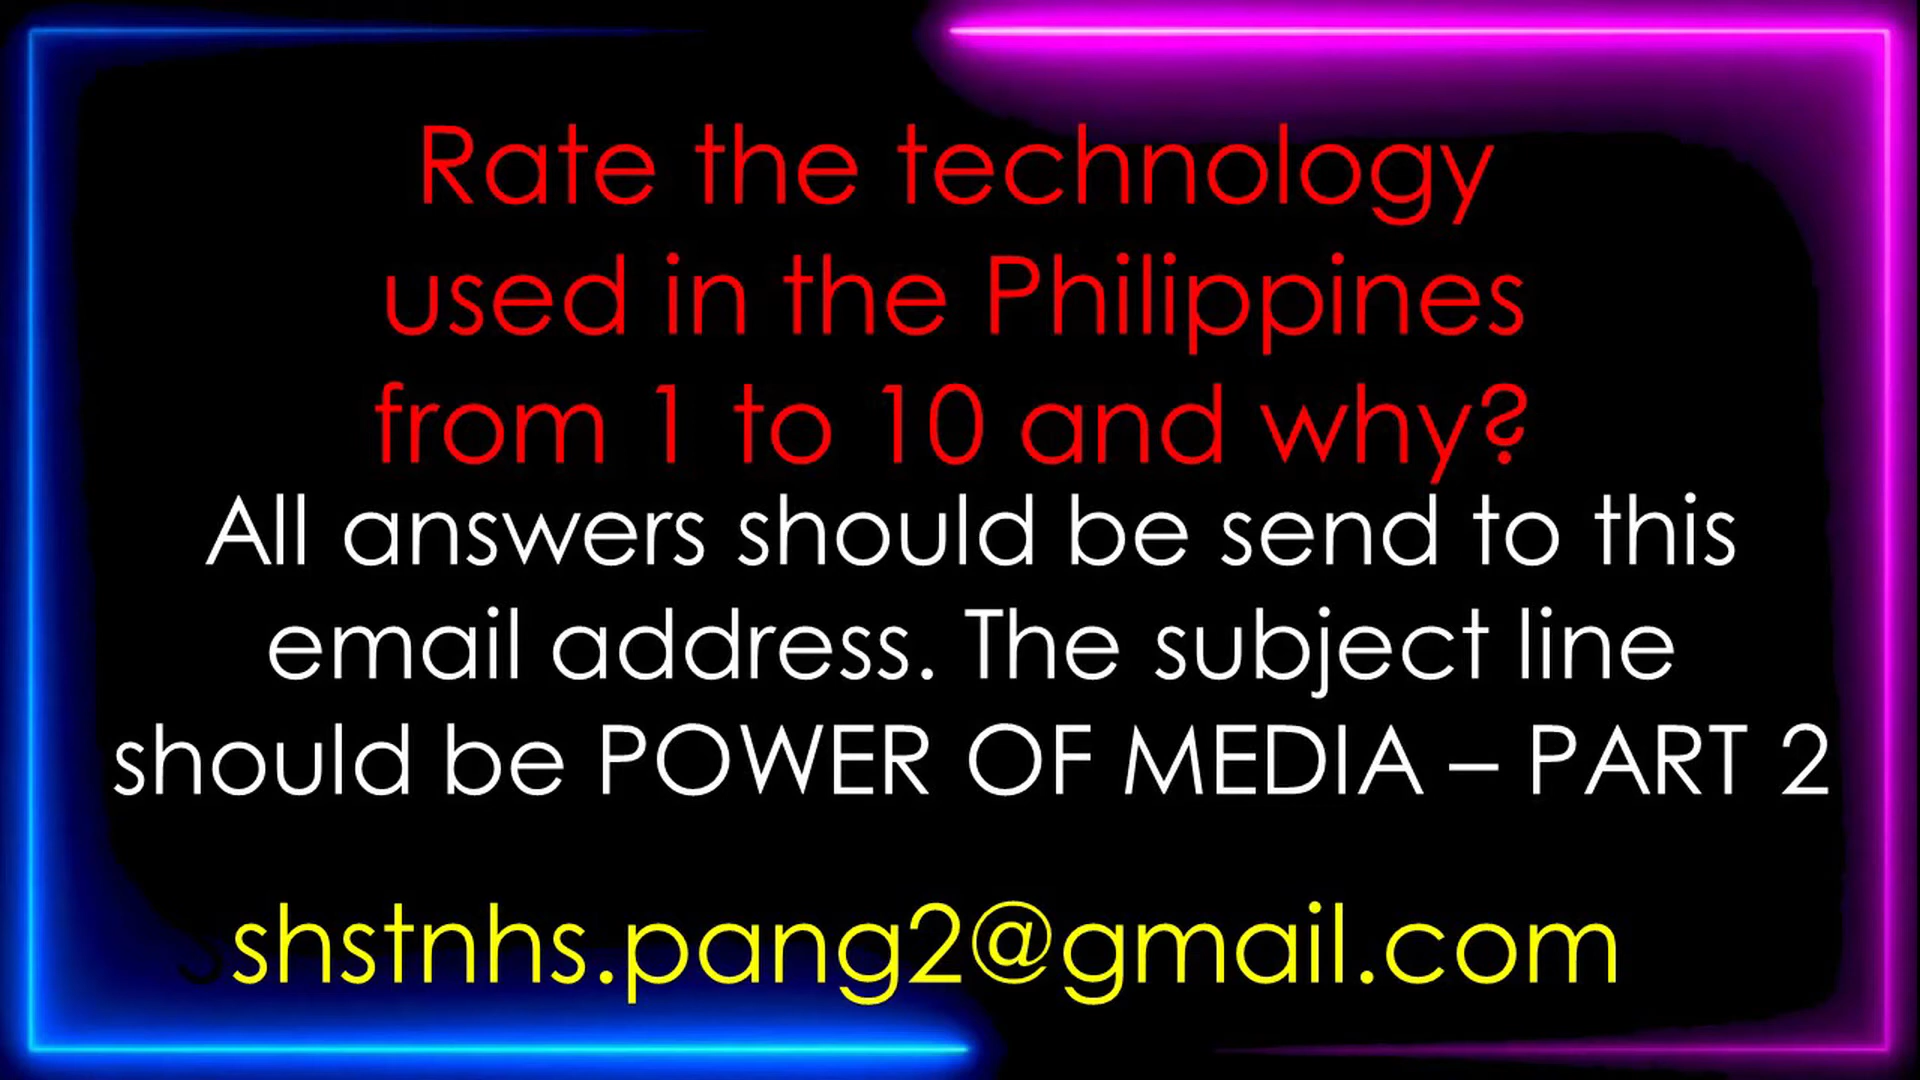 Rate the technology
used in the Philippines
from 1 to 10 and why?
All answers should be send to this
email address. The subject line
should be POWER OF MEDIA – PART 2
shstnhs.pang2@gmail.com